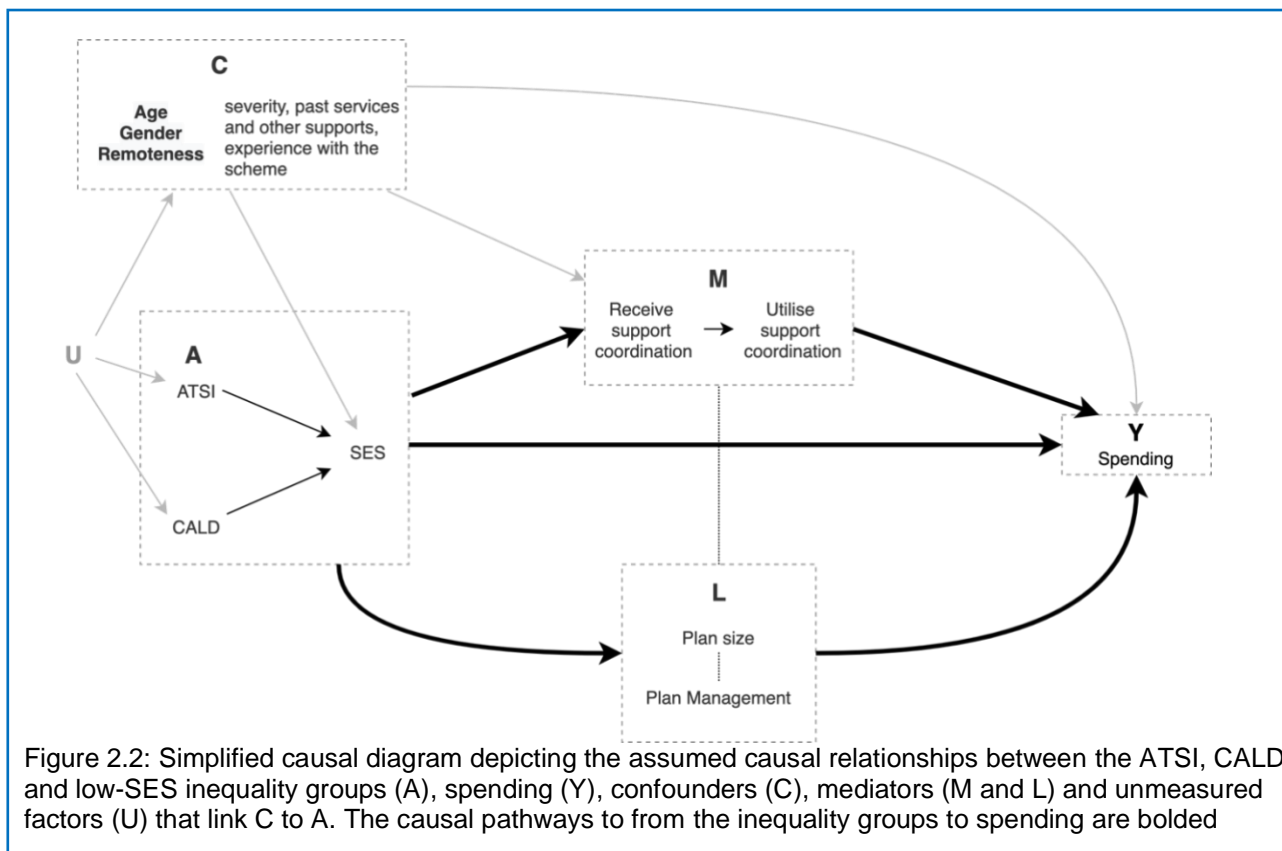 C
Age
Gender
Remoteness
severity, past services
and other supports,
experience with the
scheme
U
A
ATSI
SES
CALD
M
Receive
support
coordination
Utilise
support
coordination
Y
Spending
L
Plan size
Plan Management
Figure 2.2: Simplified causal diagram depicting the assumed causal relationships between the ATSI, CALD
and low-SES inequality groups (A), spending (Y), confounders (C), mediators (M and L) and unmeasured
factors (U) that link C to A. The causal pathways to from the inequality groups to spending are bolded